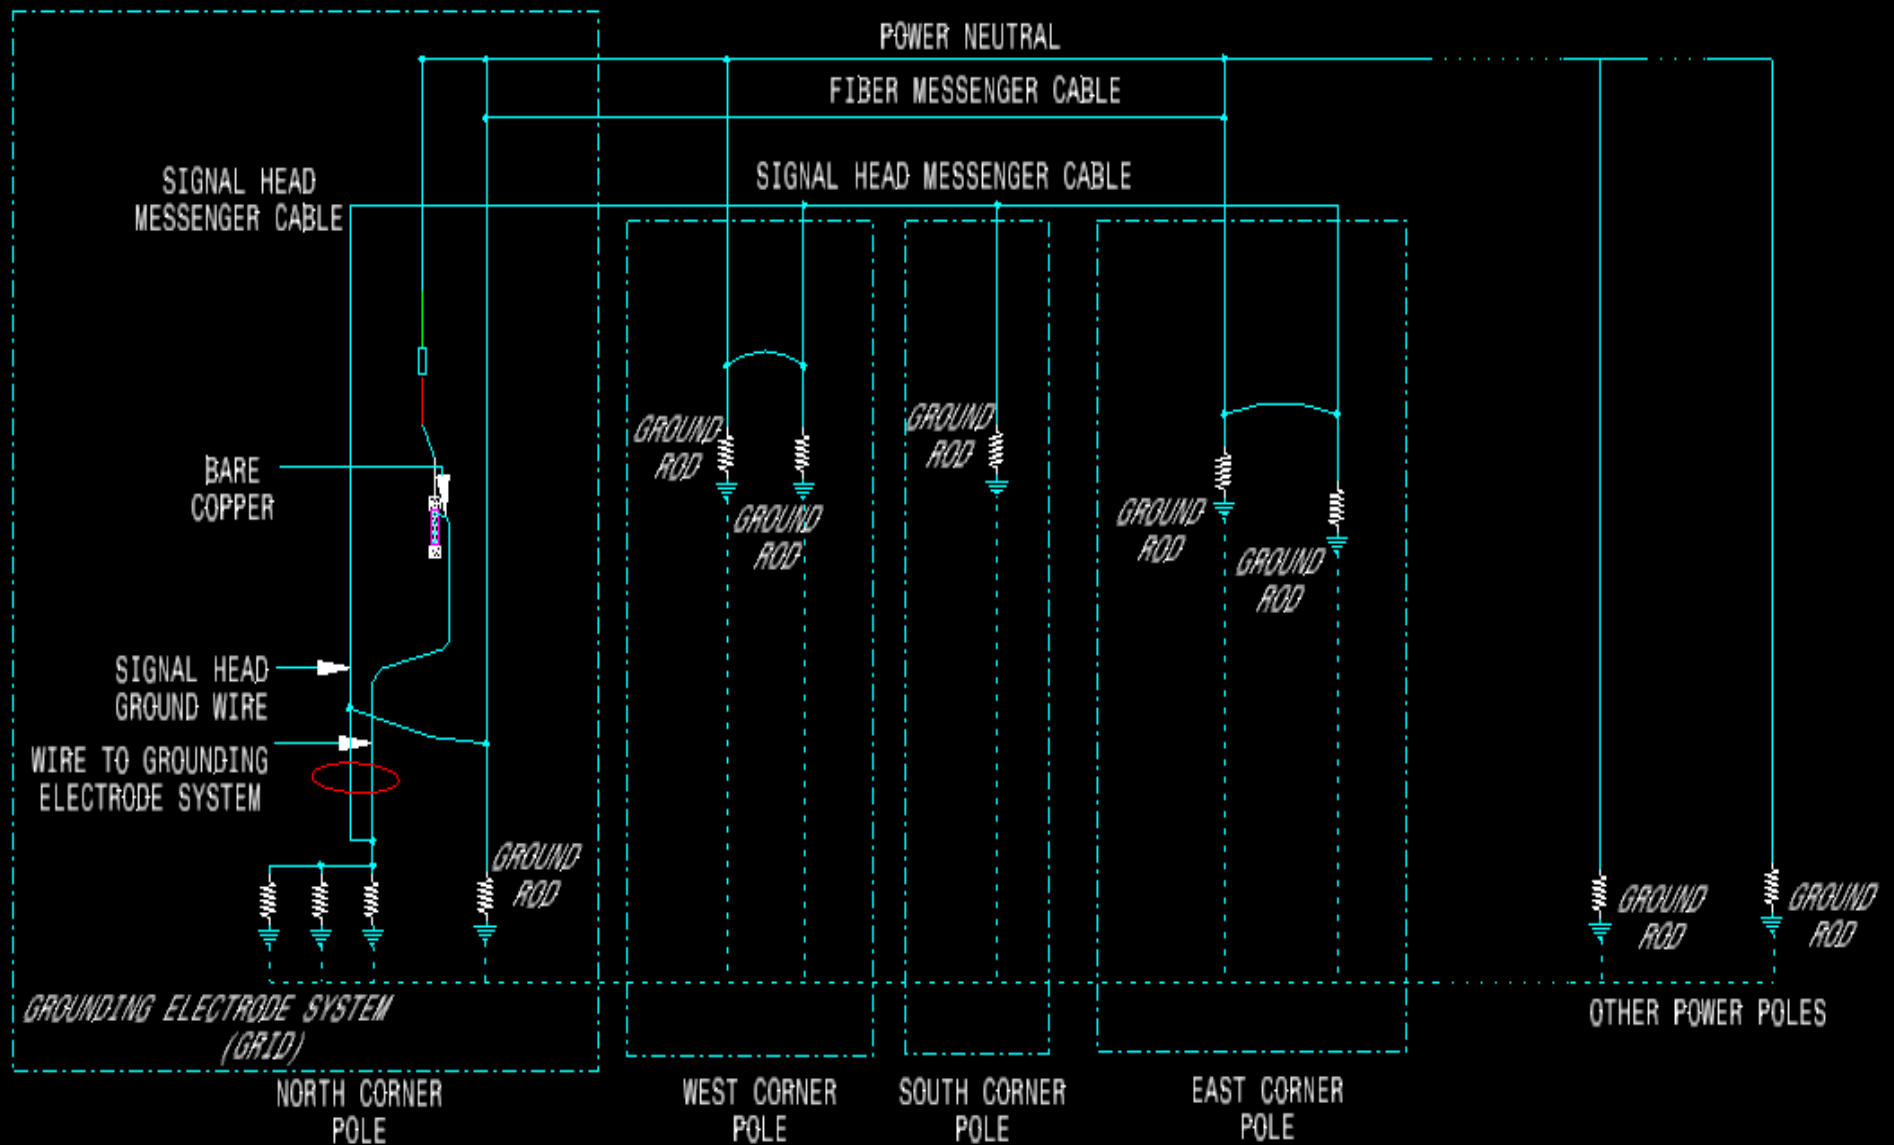 POWER NEUTRAL
FIBER MESSENGER CABLE
SIGNAL HEAD MESSENGER CABLE
SIGNAL HEAD
MESSENGER CABLE
BARE
COPPER
SIGNAL HEAD
GROUND WIRE
WIRE TO GROUNDING
ELECTRODE SYSTEM
GROUND
ROD
GROUND
ROD
GROUND
ROD
GROUND
ROD
GROUND
ROD
GROUND
ROD
GROUND
ROD
GROUND
ROD
GROUNDING ELECTRODE SYSTEM
(GRID)
OTHER POWER POLES
NORTH CORNER
POLE
WEST CORNER
POLE
SOUTH CORNER
POLE
EAST CORNER
POLE